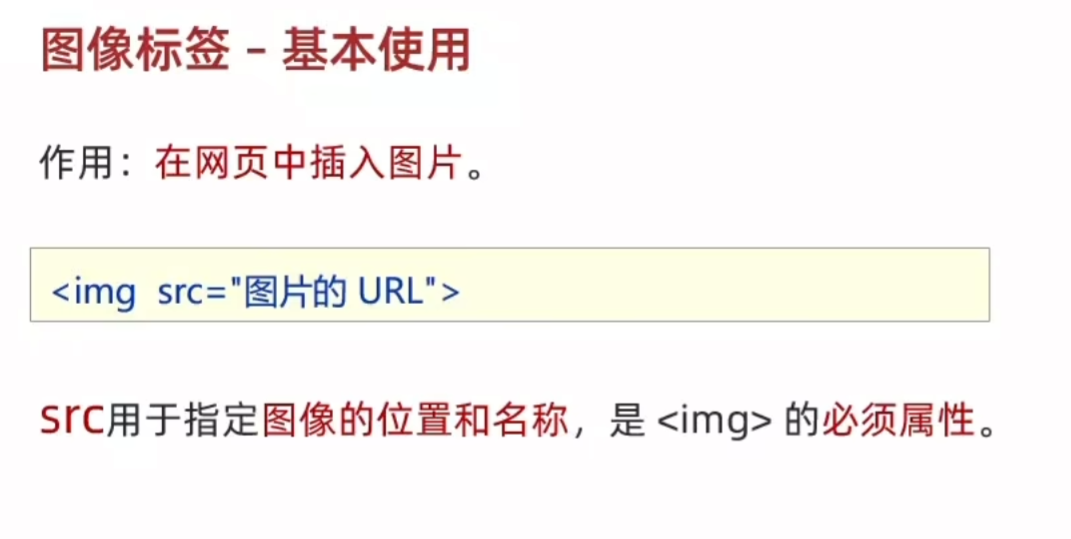 图像标签 – 基本使用
作用：在网页中插入图片。
<img  src="图片的 URL">
src用于指定图像的位置和名称，是 <img> 的必须属性。